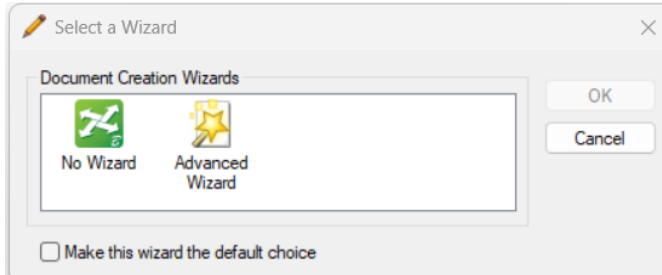 Select a Wizard
Document Creation Wizards
No Wizard
Advanced
Wizard
OK
Cancel
Make this wizard the default choice